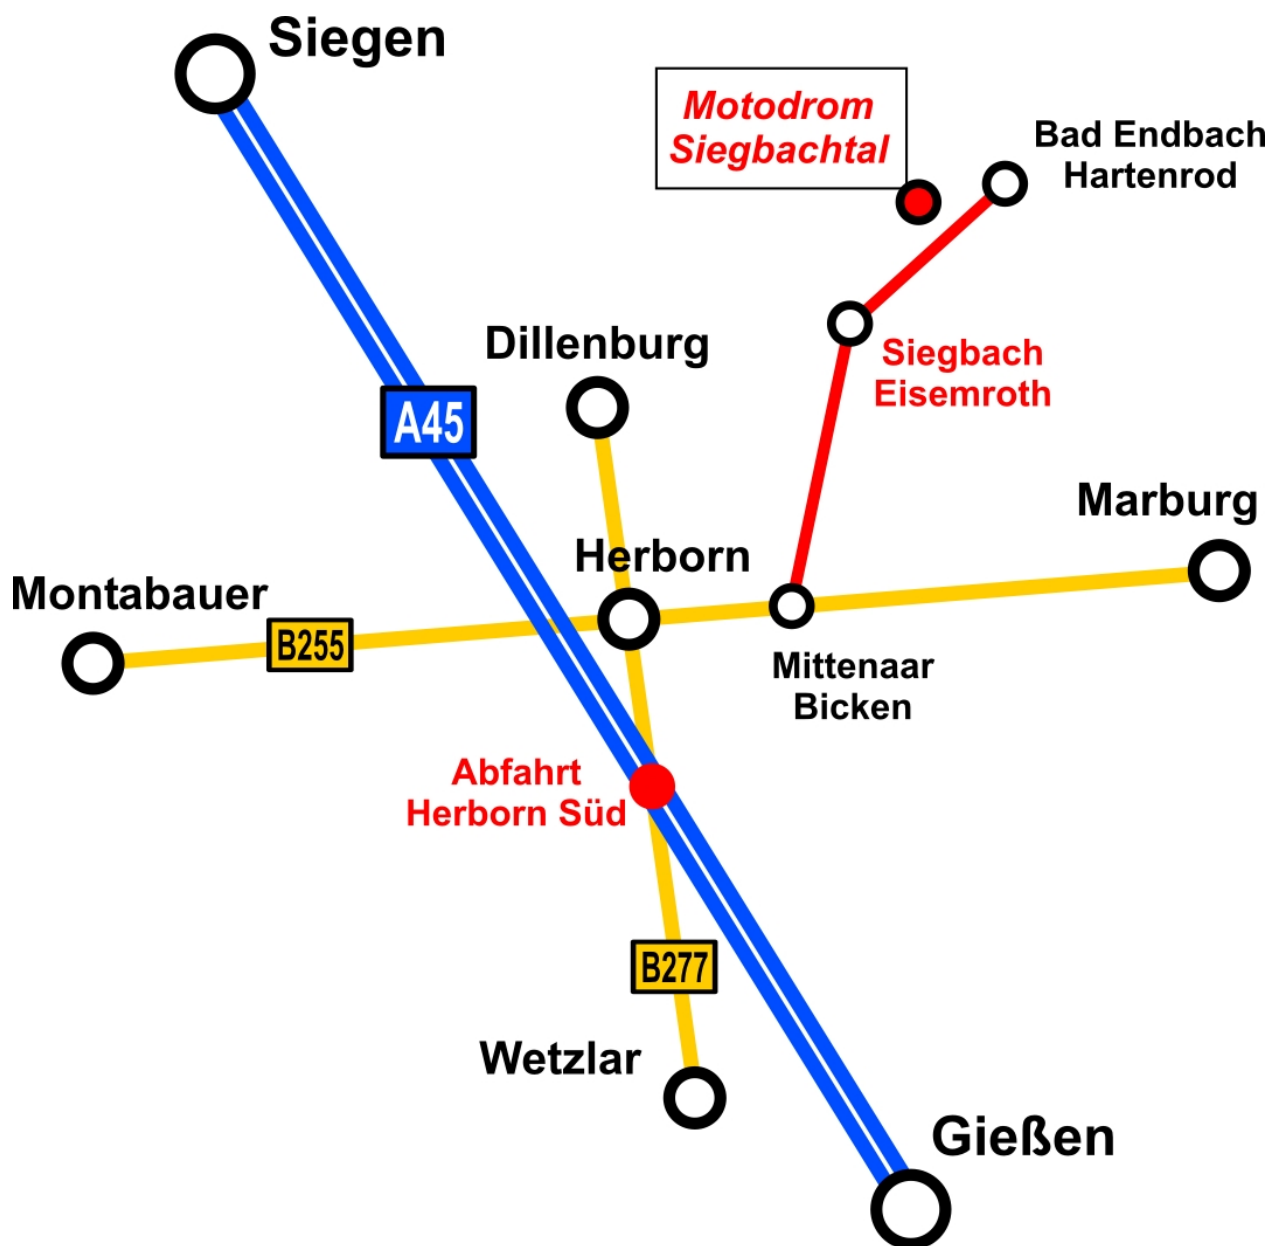 Siegen
Motodrom
Siegbachtal
Bad Endbach
Hartenrod
Dillenburg
Siegbach
Eisemroth
A45
Marburg
Herborn
Montabauer
B255
Mittenaar
Bicken
Abfahrt
Herborn Süd
B277
Wetzlar
Gießen